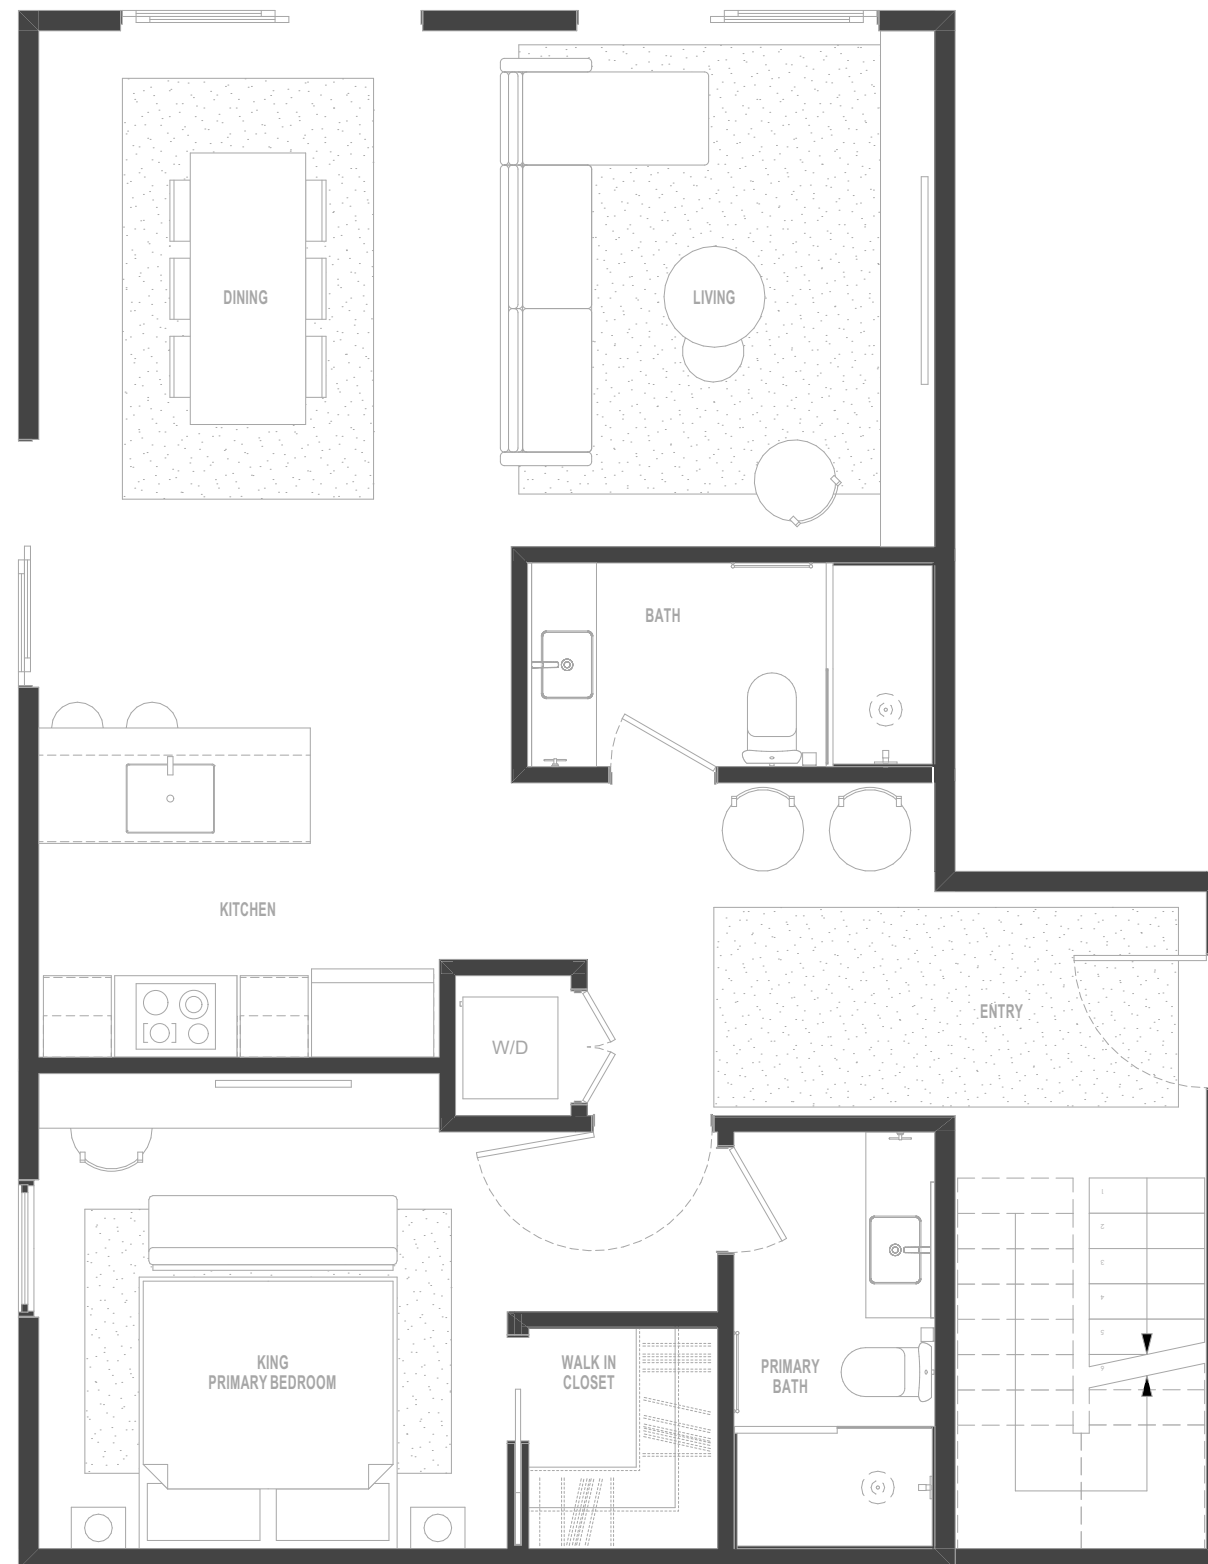 DINING
LIVING
BATH
KITCHEN
ENTRY
W/D
KING
PRIMARY BEDROOM
WALK IN
CLOSET
PRIMARY
BATH